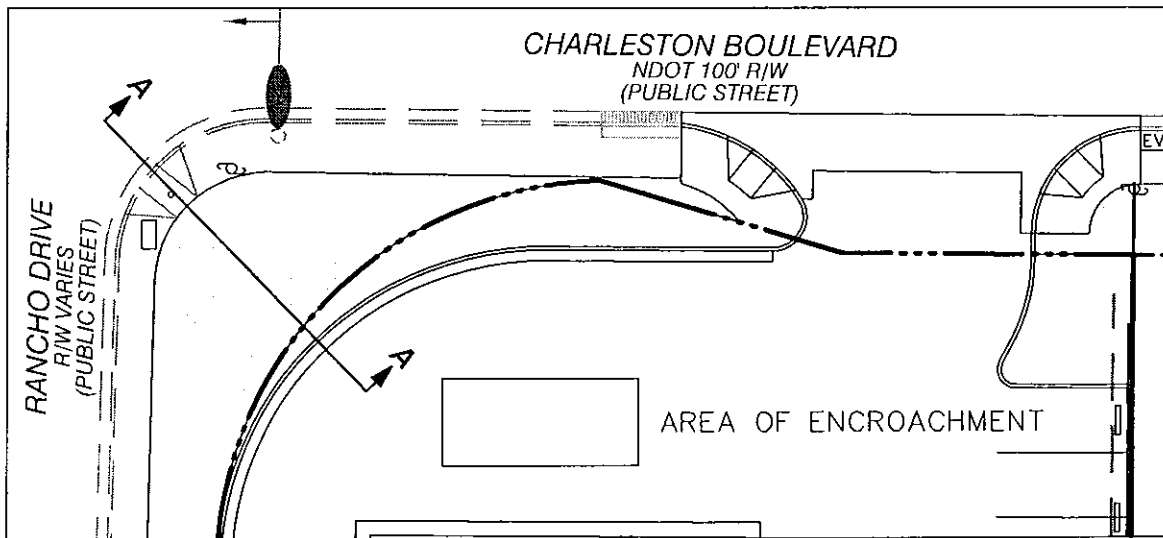 CHARLESTON BOULEVARD
NDOT 100' R/W
(PUBLIC STREET)
A
EV
RANCHO DRIVE
R/W VARIES
(PUBLIC STREET)
A
AREA OF ENCROACHMENT